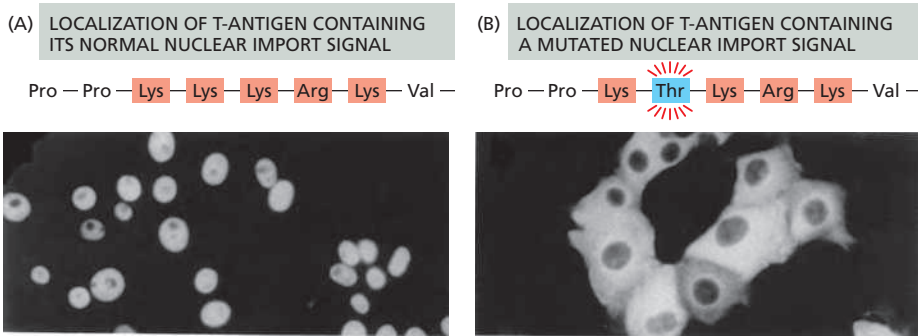 (A) LOCALIZATION OF T-ANTIGEN CONTAINING
ITS NORMAL NUCLEAR IMPORT SIGNAL
Pro — Pro — Lys — Lys — Lys — Arg — Lys — Val —
(B) LOCALIZATION OF T-ANTIGEN CONTAINING
A MUTATED NUCLEAR IMPORT SIGNAL
Pro — Pro — Lys — Thr — Lys — Arg — Lys — Val —